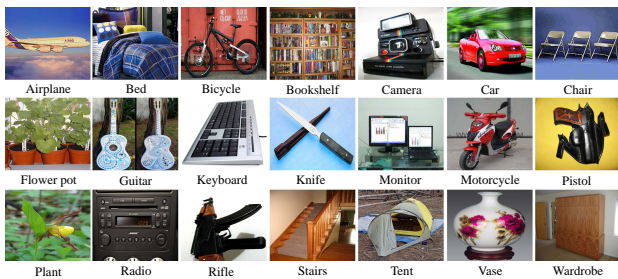 Airplane Bed Bicycle Bookshelf Camera Car Chair
Flower pot Guitar Keyboard Knife Monitor Motorcycle Pistol
Plant Radio Rifle Stairs Tent Vase Wardrobe